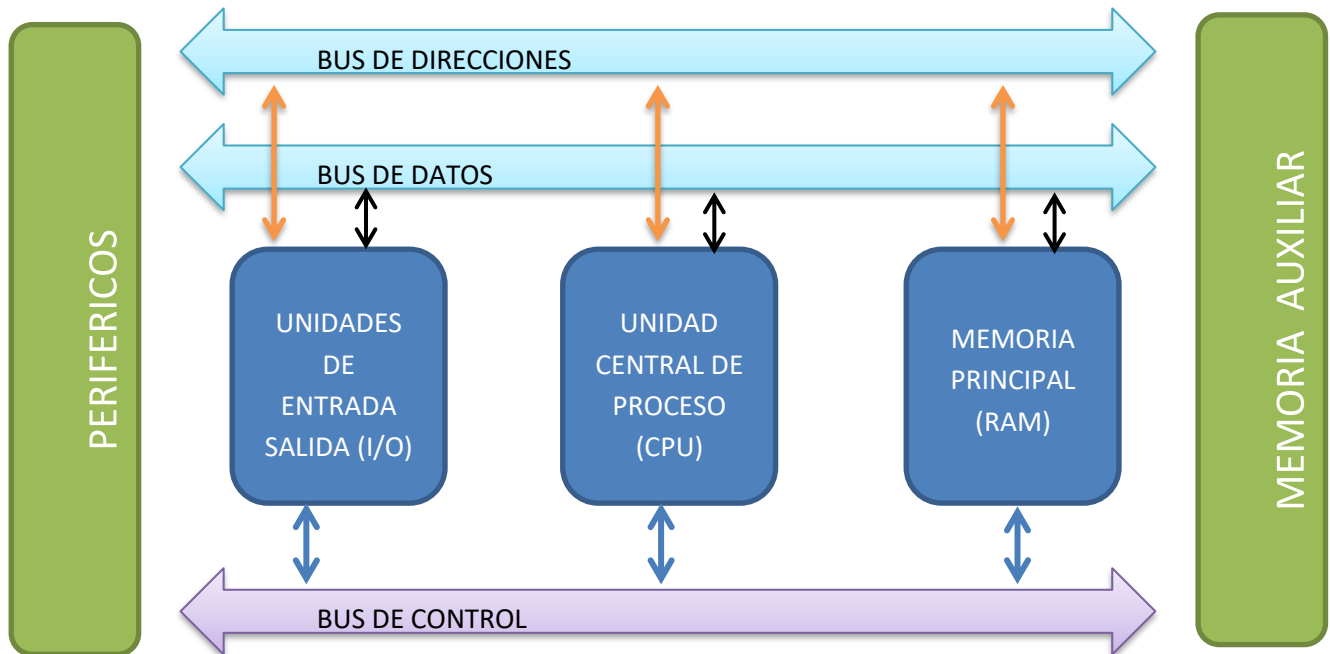 PERIFERICOS
BUS DE DIRECCIONES
BUS DE DATOS
UNIDADES
DE
ENTRADA
SALIDA (I/O)
UNIDAD
CENTRAL DE
PROCESO
(CPU)
MEMORIA
PRINCIPAL
(RAM)
BUS DE CONTROL
MEMORIA AUXILIAR